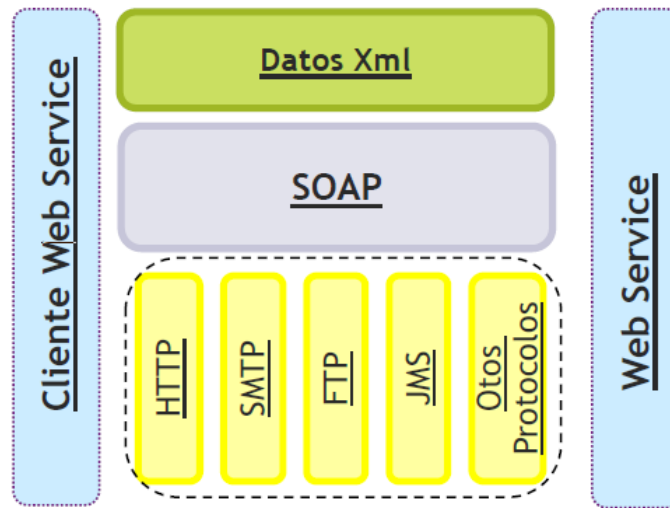 Cliente Web Service
Datos Xml
SOAP
HTTP
SMTP
FTP
JMS
Otos
Protocolos
Web Service